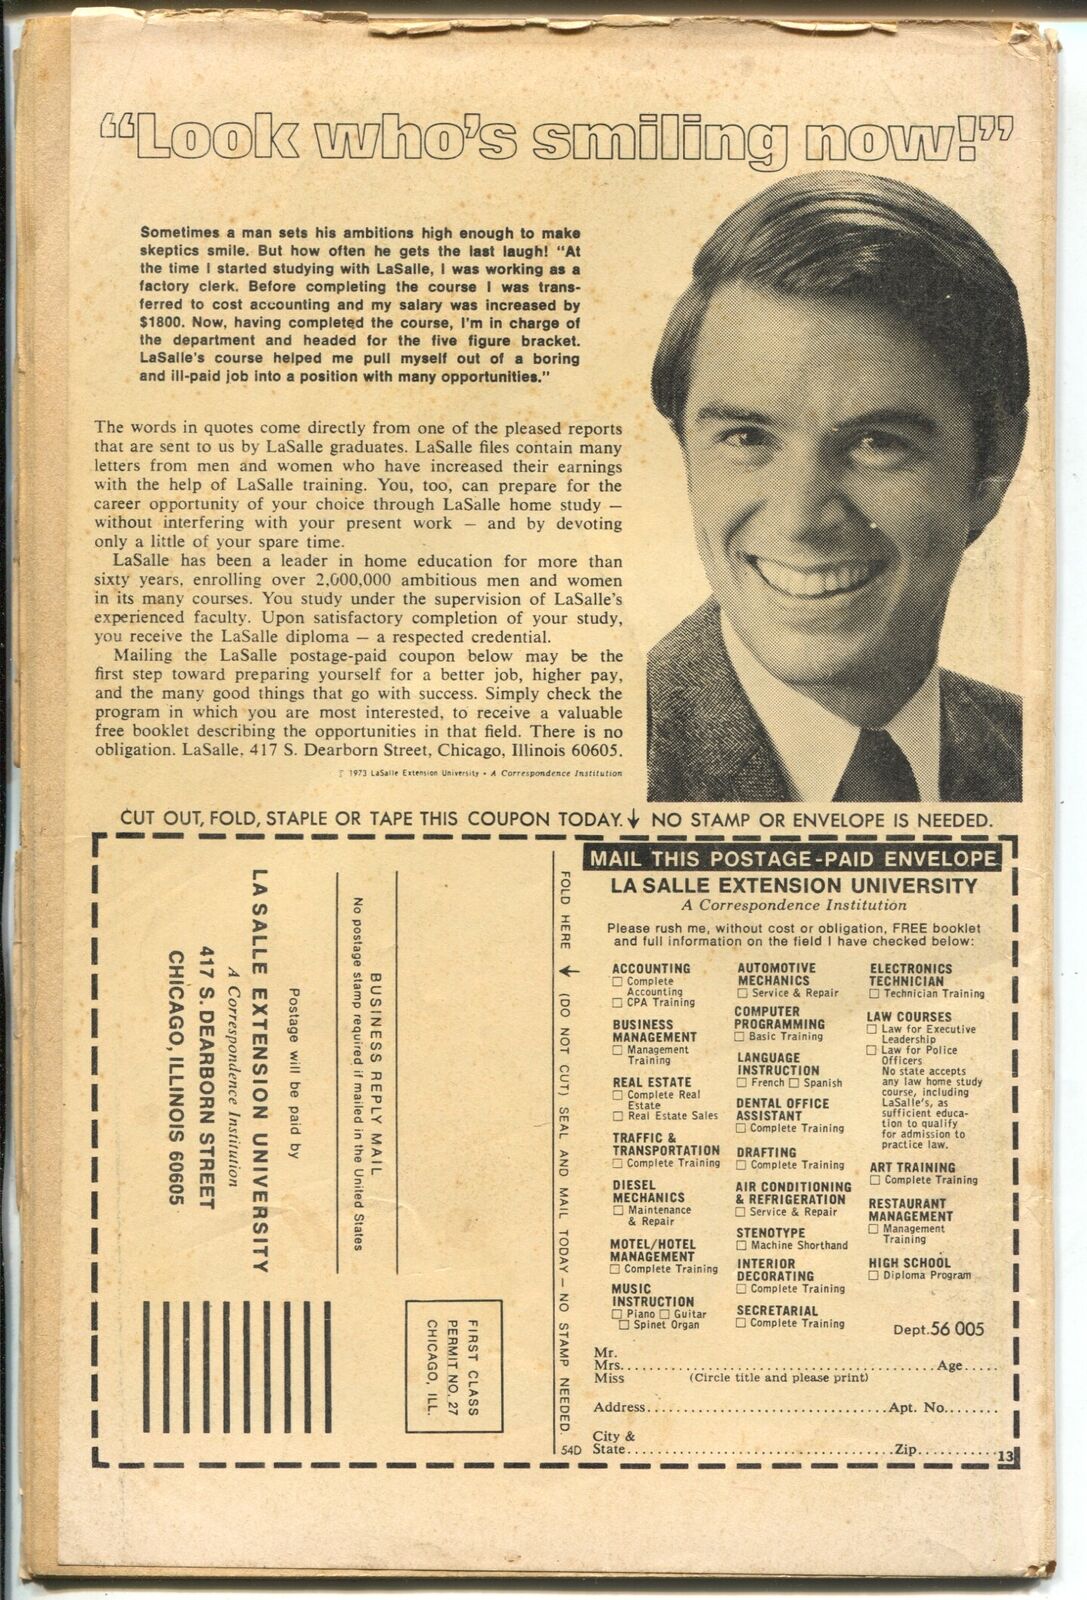 “Look who's smiling now!”
Sometimes a man sets his ambitions high enough to make
skeptics smile. But how often he gets the last laugh! “At
the time I started studying with LaSalle, I was working as a
factory clerk. Before completing the course I was trans-
ferred to cost accounting and my salary was increased by
$1800. Now, having completed the course, I'm in charge of
the department and headed for the five figure bracket.
LaSalle's course helped me pull myself out of a boring
and ill-paid job into a position with many opportunities.”
The words in quotes come directly from one of the pleased reports
that are sent to us by LaSalle graduates. LaSalle files contain many
letters from men and women who have increased their earnings
with the help of LaSalle training. You, too, can prepare for the
career opportunity of your choice through LaSalle home study —
without interfering with your present work — and by devoting
only a little of your spare time.
LaSalle has been a leader in home education for more than
sixty years, enrolling over 2,000,000 ambitious men and women
in its many courses. You study under the supervision of LaSalle's
experienced faculty. Upon satisfactory completion of your study,
you receive the LaSalle diploma — a respected credential.
Mailing the LaSalle postage-paid coupon below may be the
first step toward preparing yourself for a better job, higher pay,
and the many good things that go with success. Simply check the
program in which you are most interested, to receive a valuable
free booklet describing the opportunities in that field. There is no
obligation. LaSalle, 417 S. Dearborn Street, Chicago, Illinois 60605.
1973 LaSalle Extension University • A Correspondence Institution
CUT OUT, FOLD, STAPLE OR TAPE THIS COUPON TODAY. ↓ NO STAMP OR ENVELOPE IS NEEDED.
FIRST CLASS
PERMIT NO. 27
CHICAGO, ILL.
BUSINESS REPLY MAIL
No postage stamp required if mailed in the United States
Postage will be paid by
LA SALLE EXTENSION UNIVERSITY
A Correspondence Institution
417 S. DEARBORN STREET
CHICAGO, ILLINOIS 60605
FOLD HERE ← (DO NOT CUT) SEAL AND MAIL TODAY — NO STAMP NEEDED.
54D
MAIL THIS POSTAGE-PAID ENVELOPE
LA SALLE EXTENSION UNIVERSITY
A Correspondence Institution
Please rush me, without cost or obligation, FREE booklet
and full information on the field I have checked below:
ACCOUNTING
☐ Complete
Accounting
☐ CPA Training
BUSINESS
MANAGEMENT
☐ Management
Training
REAL ESTATE
☐ Complete Real
Estate
☐ Real Estate Sales
TRAFFIC &
TRANSPORTATION
☐ Complete Training
DIESEL
MECHANICS
☐ Maintenance
& Repair
MOTEL/HOTEL
MANAGEMENT
☐ Complete Training
MUSIC
INSTRUCTION
☐ Piano ☐ Guitar
☐ Spinet Organ
AUTOMOTIVE
MECHANICS
☐ Service & Repair
COMPUTER
PROGRAMMING
☐ Basic Training
LANGUAGE
INSTRUCTION
☐ French ☐ Spanish
DENTAL OFFICE
ASSISTANT
☐ Complete Training
DRAFTING
☐ Complete Training
AIR CONDITIONING
& REFRIGERATION
☐ Service & Repair
STENOTYPE
☐ Machine Shorthand
INTERIOR
DECORATING
☐ Complete Training
SECRETARIAL
☐ Complete Training
ELECTRONICS
TECHNICIAN
☐ Technician Training
LAW COURSES
☐ Law for Executive
Leadership
☐ Law for Police
Officers
No state accepts
any law home study
course, including
LaSalle's, as
sufficient educa-
tion to qualify
for admission to
practice law.
ART TRAINING
☐ Complete Training
RESTAURANT
MANAGEMENT
☐ Management
Training
HIGH SCHOOL
☐ Diploma Program
Dept. 56 005
Mr.
Mrs.......Age.....
Miss (Circle title and please print)
Address.......Apt. No........
City &
State.......Zip..........
13